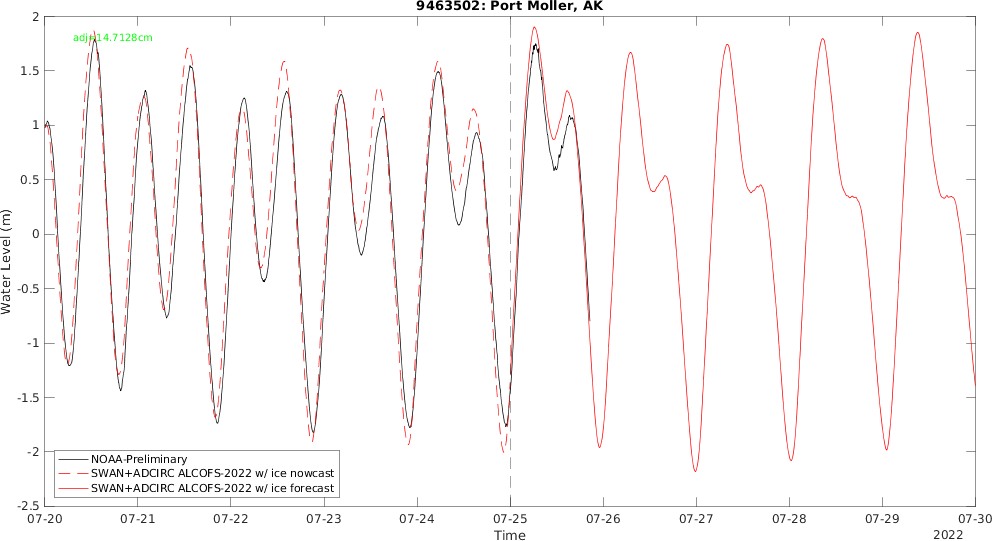 9463502: Port Moller, AK
adj=14.7128cm
2
1.5
1
0.5
0
-0.5
-1
-1.5
-2
-2.5
Water Level (m)
NOAA-Preliminary
SWAN+ADCIRC ALCOFS-2022 w/ ice nowcast
SWAN+ADCIRC ALCOFS-2022 w/ ice forecast
07-20 07-21 07-22 07-23 07-24 07-25 07-26 07-27 07-28 07-29 07-30
Time
2022